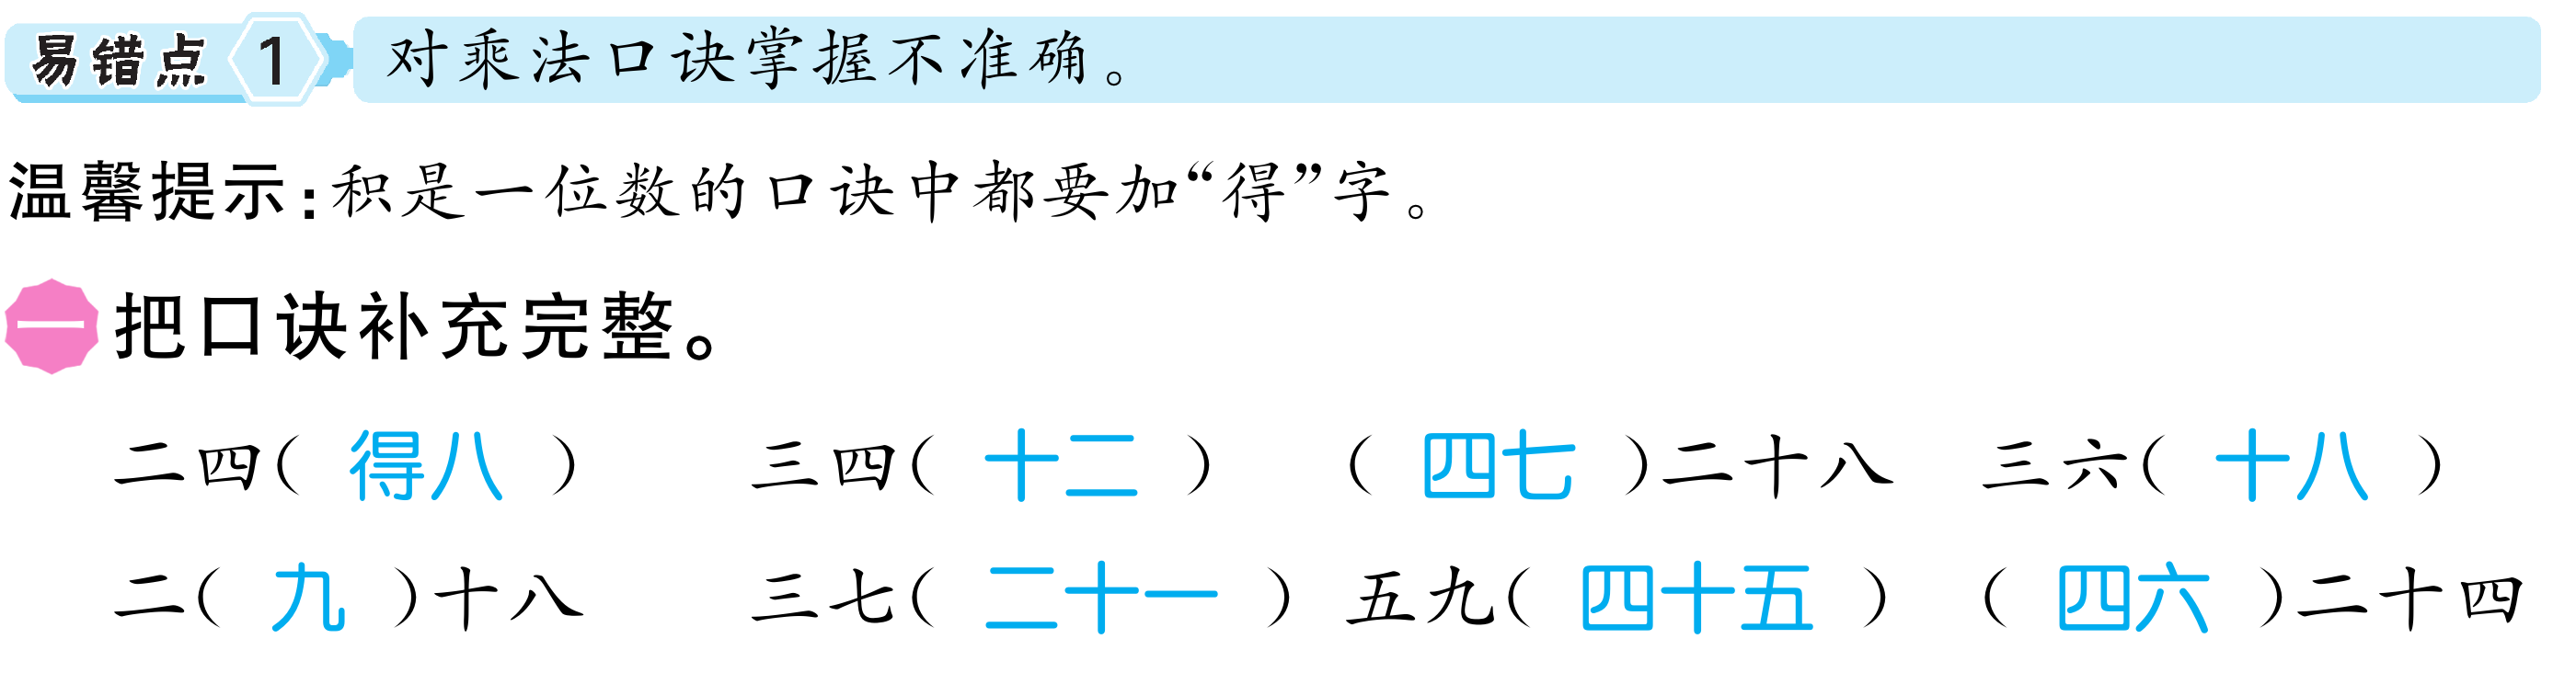 易错点 1 对乘法口诀掌握不准确。
温馨提示:积是一位数的口诀中都要加“得”字。
一 把口诀补充完整。
二四( 得八 ) 三四( 十二 ) ( 四七 )二十八 三六( 十八 )
二( 九 )十八 三七( 二十一 ) 五九( 四十五 ) ( 四六 )二十四